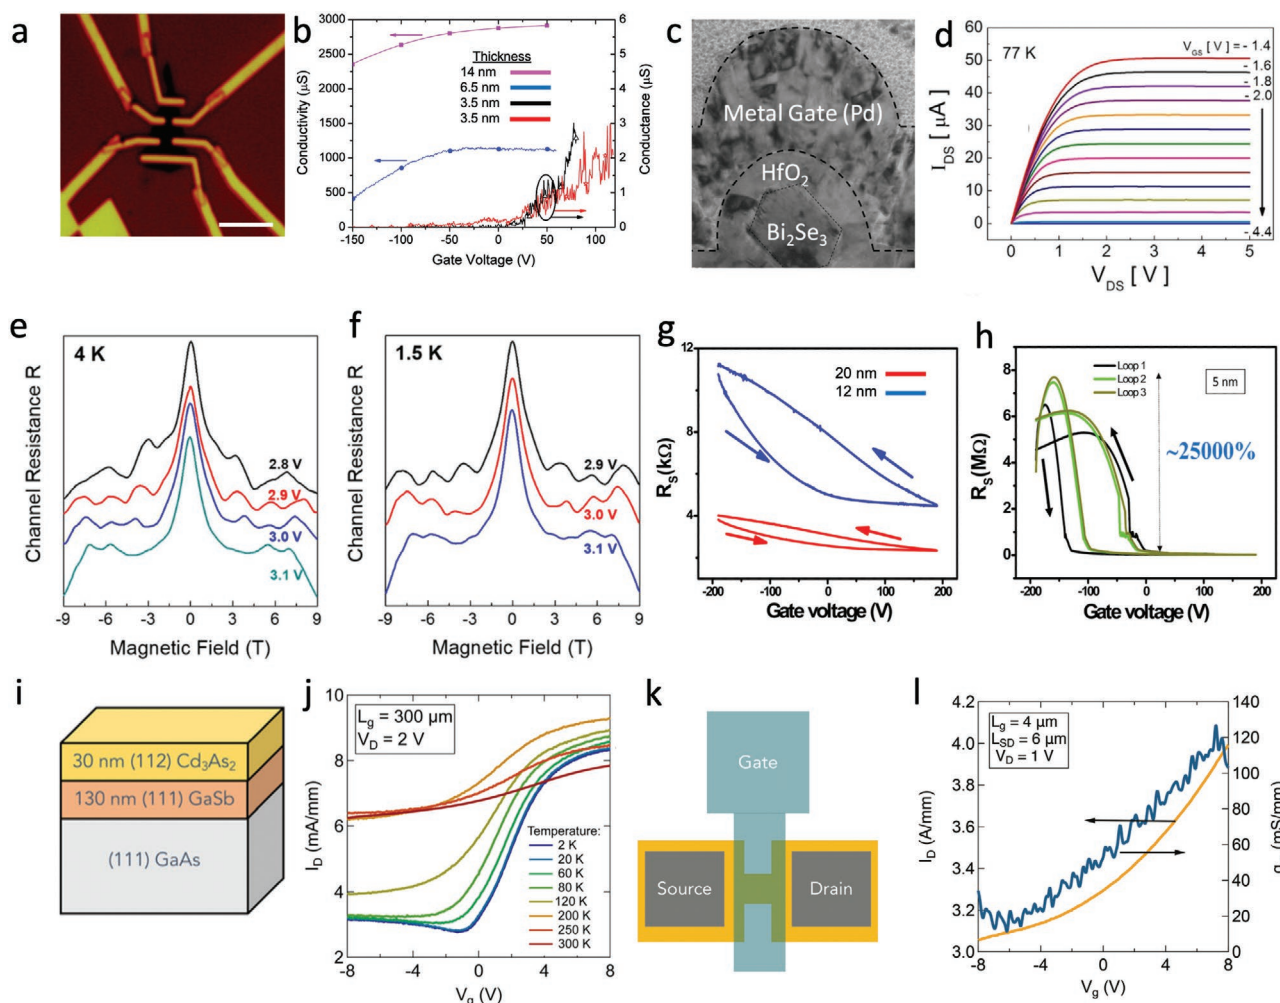 a
b
3000
2500
2000
1500
1000
500
0
Conductivity (µS)
Thickness
14 nm
6.5 nm
3.5 nm
3.5 nm
6
5
4
3
2
1
0
Conductance (µS)
-150
-100
-50
0
50
100
Gate Voltage (V)
c
Metal Gate (Pd)
HfO2
Bi2Se3
d
77 K
VGS [ V ] = - 1.4
- 1.6
- 1.8
- 2.0
- 4.4
60
50
40
30
20
10
0
IDS [ µA ]
0
1
2
3
4
5
VDS [ V ]
e
4 K
Channel Resistance R
2.8 V
2.9 V
3.0 V
3.1 V
-9
-6
-3
0
3
6
9
Magnetic Field (T)
f
1.5 K
Channel Resistance R
2.9 V
3.0 V
3.1 V
-9
-6
-3
0
3
6
9
Magnetic Field (T)
g
12
8
4
RS(kΩ)
20 nm
12 nm
-200
-100
0
100
200
Gate voltage (V)
h
Loop 1
Loop 2
Loop 3
5 nm
~25000%
8
6
4
2
0
RS(MΩ)
-200
-100
0
100
200
Gate voltage (V)
i
30 nm (112) Cd3As2
130 nm (111) GaSb
(111) GaAs
j
Lg = 300 µm
VD = 2 V
10
8
6
4
2
ID (mA/mm)
Temperature:
2 K
20 K
60 K
80 K
120 K
200 K
250 K
300 K
-8
-4
0
4
8
Vg (V)
k
Gate
Source
Drain
l
Lg = 4 µm
LSD = 6 µm
VD = 1 V
4.2
4.0
3.8
3.6
3.4
3.2
3.0
ID (A/mm)
140
120
100
80
60
40
20
0
(mS/mm)
-8
-4
0
4
8
Vg (V)